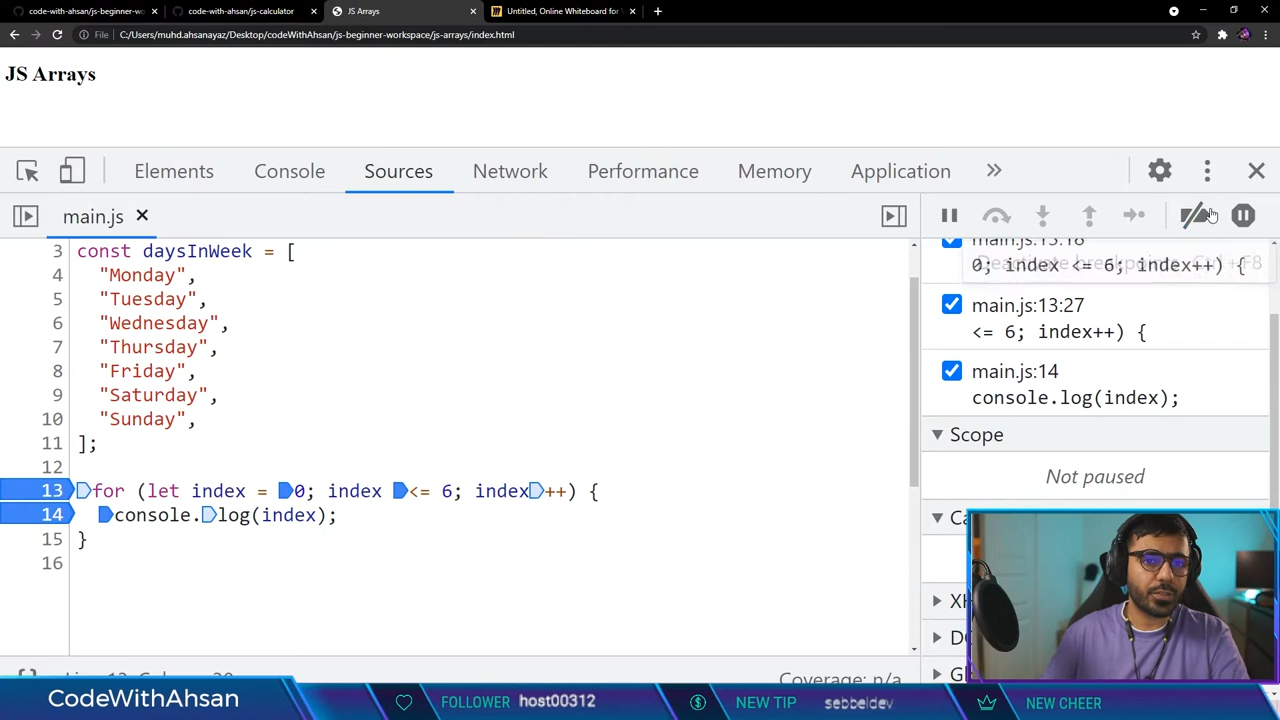 code-with-ahsan/js-beginner-wo
code-with-ahsan/js-calculator
JS Arrays
Untitled, Online Whiteboard for V
File
C:/Users/muhd.ahsanayaz/Desktop/codeWithAhsan/js-beginner-workspace/js-arrays/index.html
JS Arrays
Elements
Console
Sources
Network
Performance
Memory
Application
main.js
3 const daysInWeek = [
4 "Monday",
5 "Tuesday",
6 "Wednesday",
7 "Thursday",
8 "Friday",
9 "Saturday",
10 "Sunday",
11 ];
12
13 for (let index = 0; index <= 6; index++) {
14 console.log(index);
15 }
16
Coverage: n/a
Deactivate breakpoints Ctrl + F8
0; index <= 6; index++) {
main.js:13:27
<= 6; index++) {
main.js:14
console.log(index);
Scope
Not paused
CodeWithAhsan
FOLLOWER host00312
NEW TIP sebbeldev
NEW CHEER